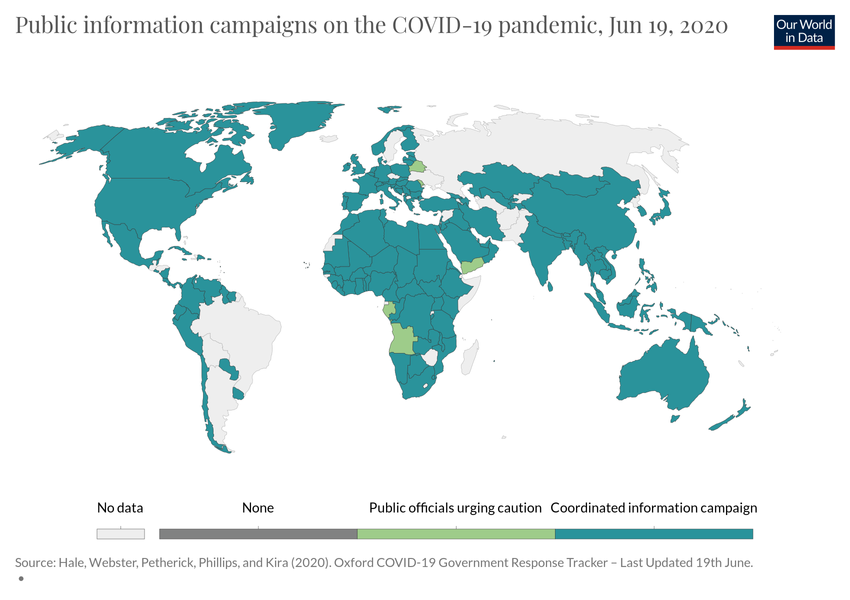 Public information campaigns on the COVID-19 pandemic, Jun 19, 2020
Our World
in Data
No data
None
Public officials urging caution
Coordinated information campaign
Source: Hale, Webster, Petherick, Phillips, and Kira (2020). Oxford COVID-19 Government Response Tracker – Last Updated 19th June.
•